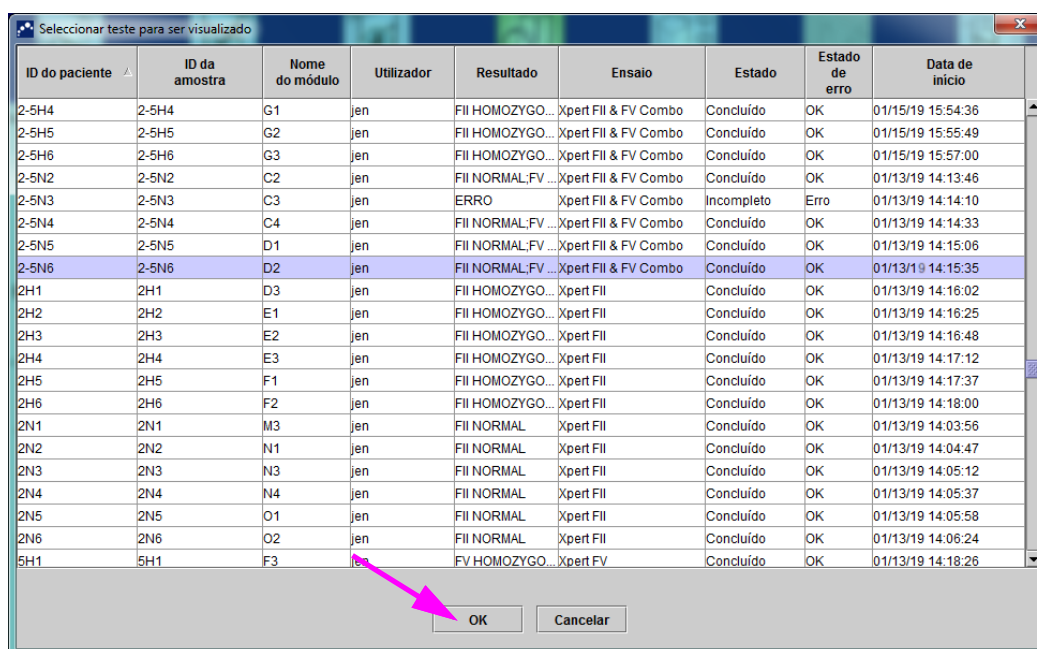 Seleccionar teste para ser visualizado
ID do paciente ID da amostra Nome do módulo Utilizador Resultado Ensaio Estado Estado de erro Data de início
2-5H4 2-5H4 G1 jen FII HOMOZYGO... Xpert FII & FV Combo Concluído OK 01/15/19 15:54:36
2-5H5 2-5H5 G2 jen FII HOMOZYGO... Xpert FII & FV Combo Concluído OK 01/15/19 15:55:49
2-5H6 2-5H6 G3 jen FII HOMOZYGO... Xpert FII & FV Combo Concluído OK 01/15/19 15:57:00
2-5N2 2-5N2 C2 jen FII NORMAL;FV ... Xpert FII & FV Combo Concluído OK 01/13/19 14:13:46
2-5N3 2-5N3 C3 jen ERRO Xpert FII & FV Combo Incompleto Erro 01/13/19 14:14:10
2-5N4 2-5N4 C4 jen FII NORMAL;FV ... Xpert FII & FV Combo Concluído OK 01/13/19 14:14:33
2-5N5 2-5N5 D1 jen FII NORMAL;FV ... Xpert FII & FV Combo Concluído OK 01/13/19 14:15:06
2-5N6 2-5N6 D2 jen FII NORMAL;FV ... Xpert FII & FV Combo Concluído OK 01/13/19 14:15:35
2H1 2H1 D3 jen FII HOMOZYGO... Xpert FII Concluído OK 01/13/19 14:16:02
2H2 2H2 E1 jen FII HOMOZYGO... Xpert FII Concluído OK 01/13/19 14:16:25
2H3 2H3 E2 jen FII HOMOZYGO... Xpert FII Concluído OK 01/13/19 14:16:48
2H4 2H4 E3 jen FII HOMOZYGO... Xpert FII Concluído OK 01/13/19 14:17:12
2H5 2H5 F1 jen FII HOMOZYGO... Xpert FII Concluído OK 01/13/19 14:17:37
2H6 2H6 F2 jen FII HOMOZYGO... Xpert FII Concluído OK 01/13/19 14:18:00
2N1 2N1 M3 jen FII NORMAL Xpert FII Concluído OK 01/13/19 14:03:56
2N2 2N2 N1 jen FII NORMAL Xpert FII Concluído OK 01/13/19 14:04:47
2N3 2N3 N3 jen FII NORMAL Xpert FII Concluído OK 01/13/19 14:05:12
2N4 2N4 N4 jen FII NORMAL Xpert FII Concluído OK 01/13/19 14:05:37
2N5 2N5 O1 jen FII NORMAL Xpert FII Concluído OK 01/13/19 14:05:58
2N6 2N6 O2 jen FII NORMAL Xpert FII Concluído OK 01/13/19 14:06:24
5H1 5H1 F3 jen FV HOMOZYGO... Xpert FV Concluído OK 01/13/19 14:18:26
OK Cancelar